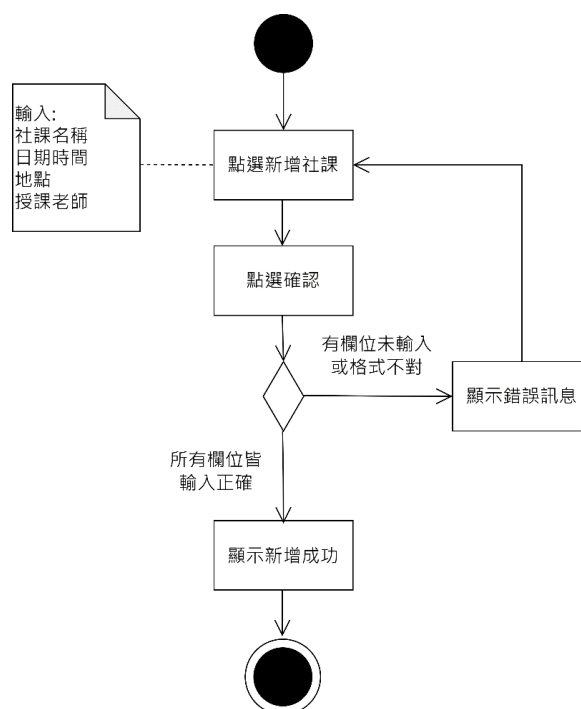 輸入:
社課名稱
日期時間
地點
授課老師
點選新增社課
點選確認
有欄位未輸入
或格式不對
顯示錯誤訊息
所有欄位皆
輸入正確
顯示新增成功